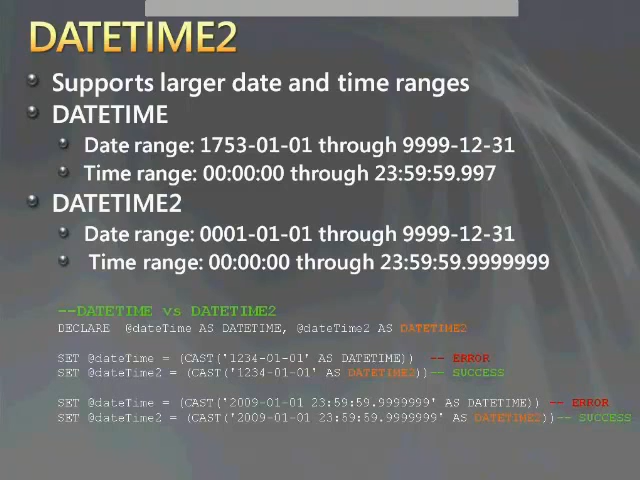 DATETIME2
Supports larger date and time ranges
DATETIME
Date range: 1753-01-01 through 9999-12-31
Time range: 00:00:00 through 23:59:59.997
DATETIME2
Date range: 0001-01-01 through 9999-12-31
Time range: 00:00:00 through 23:59:59.9999999
--DATETIME vs DATETIME2
DECLARE @dateTime AS DATETIME, @dateTime2 AS DATETIME2
SET @dateTime = (CAST('1234-01-01' AS DATETIME)) -- ERROR
SET @dateTime2 = (CAST('1234-01-01' AS DATETIME2))-- SUCCESS
SET @dateTime = (CAST('2009-01-01 23:59:59.9999999' AS DATETIME)) -- ERROR
SET @dateTime2 = (CAST('2009-01-01 23:59:59.9999999' AS DATETIME2))-- SUCCESS